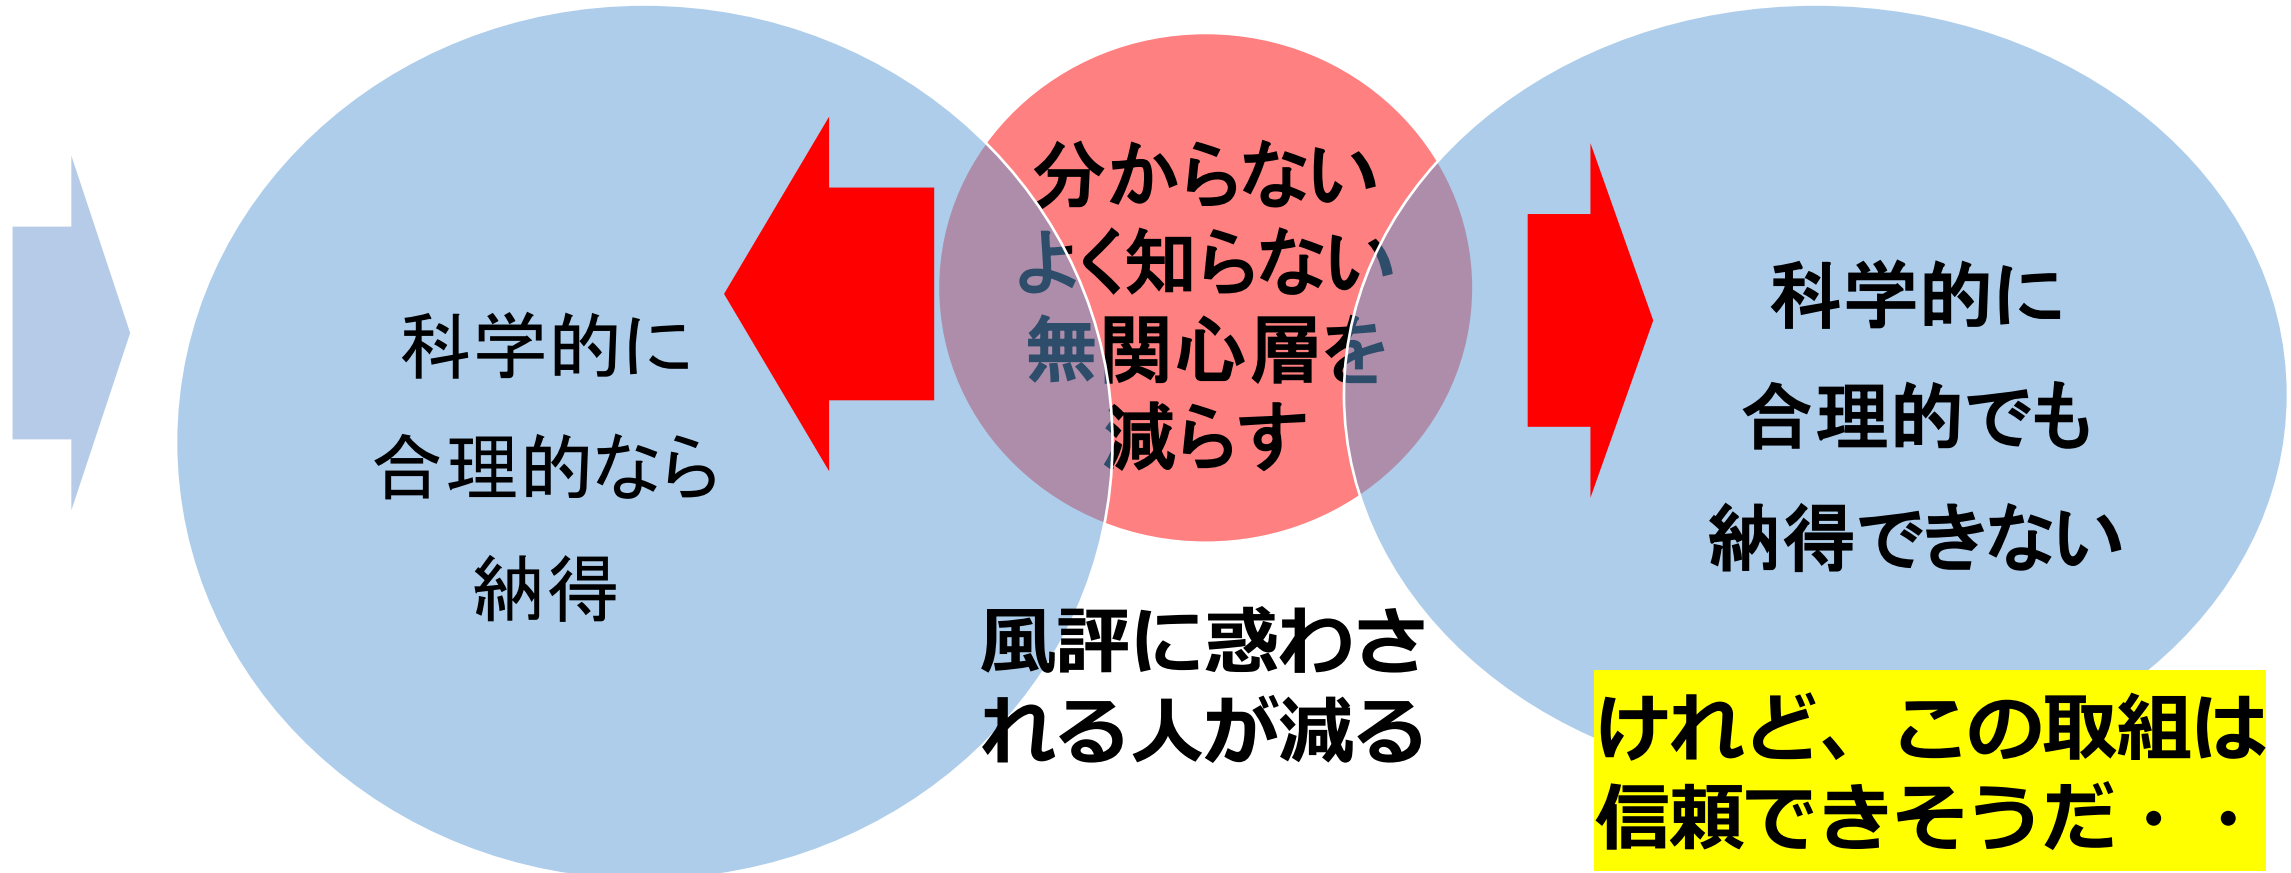 科学的に
合理的なら
納得
分からない
よく知らない
無関心層を
減らす
風評に惑わさ
れる人が減る
科学的に
合理的でも
納得できない
けれど、この取組は
信頼できそうだ・・